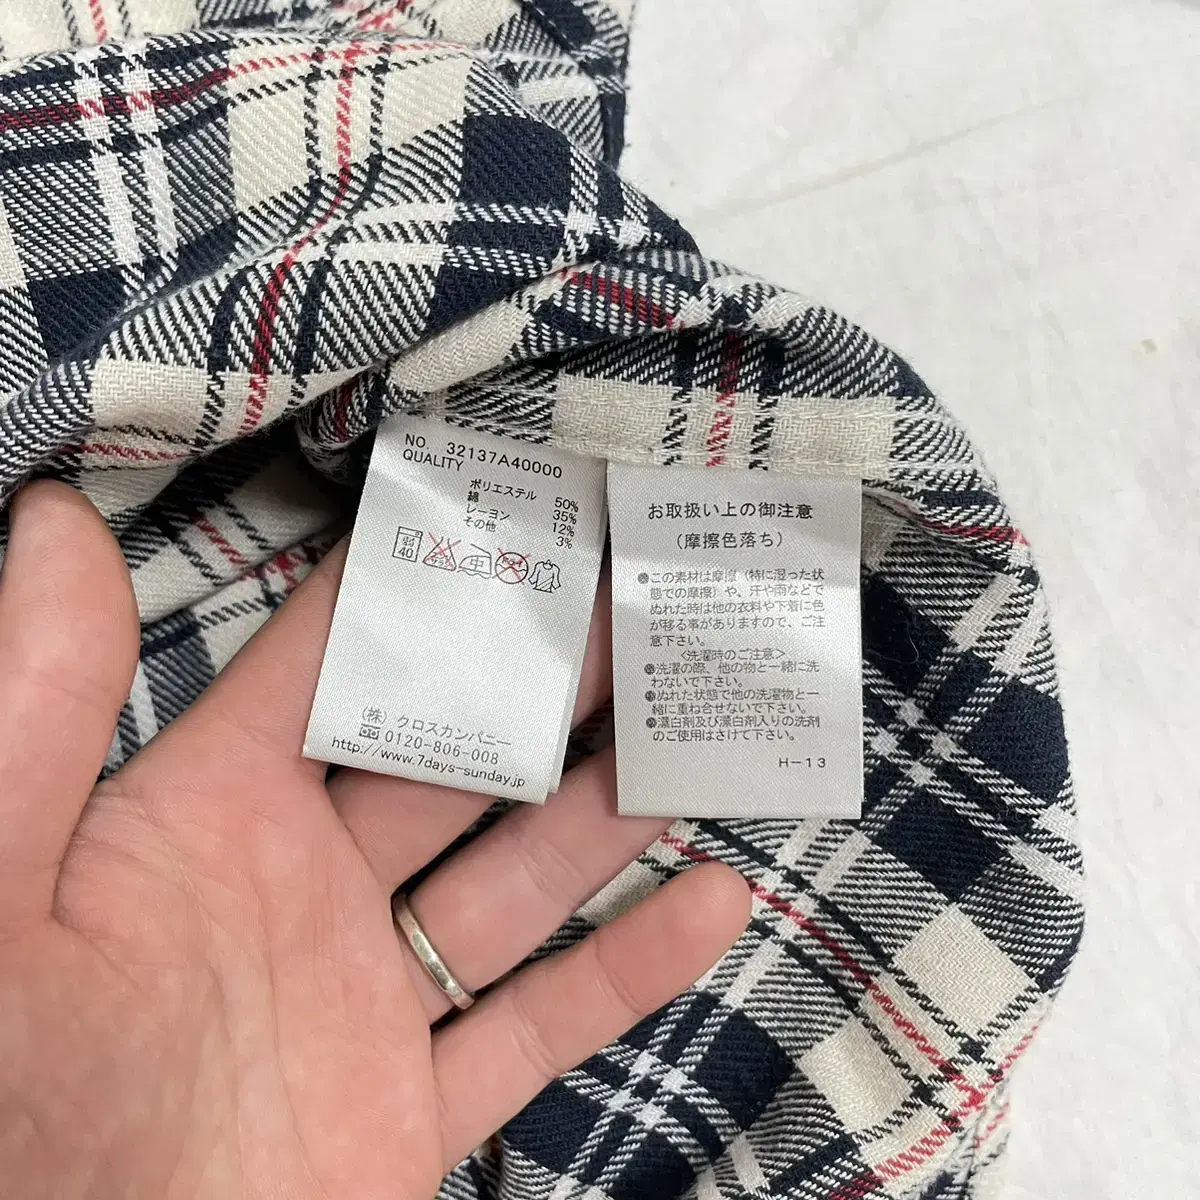 NO. 32137A40000
QUALITY
ポリエステル 50%
綿 35%
レーヨン 12%
その他 3%
40
中
(株) クロスカンパニー
0120-806-008
http://www.7days-sunday.jp
お取扱い上の御注意
(摩擦色落ち)
●この素材は摩擦(特に湿った状
態での摩擦)や、汗や雨などで
ぬれた時は他の衣料や下着に色
が移る事がありますので、ご注
意下さい。
<洗濯時のご注意>
●洗濯の際、他の物と一緒に洗
わないで下さい。
●ぬれた状態で他の洗濯物と一
緒に重ね合せないで下さい。
●漂白剤及び漂白剤入りの洗剤
のご使用はさけて下さい。
H-13